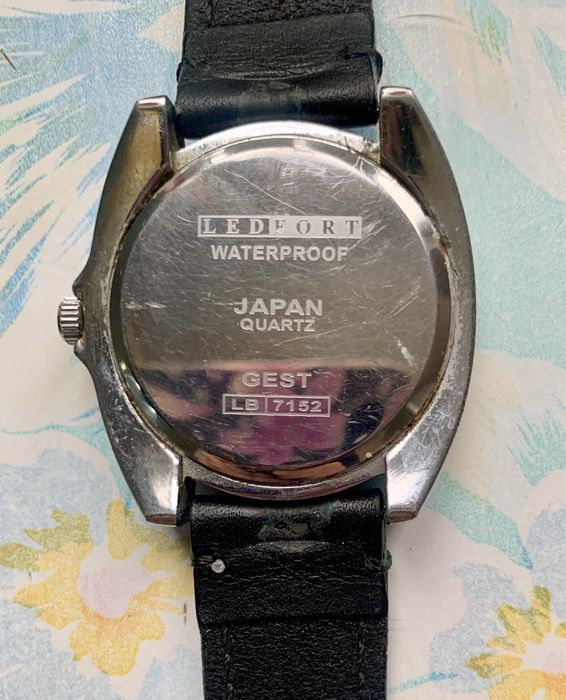 LEDFORT
WATERPROOF
JAPAN
QUARTZ
GEST
LB 7152